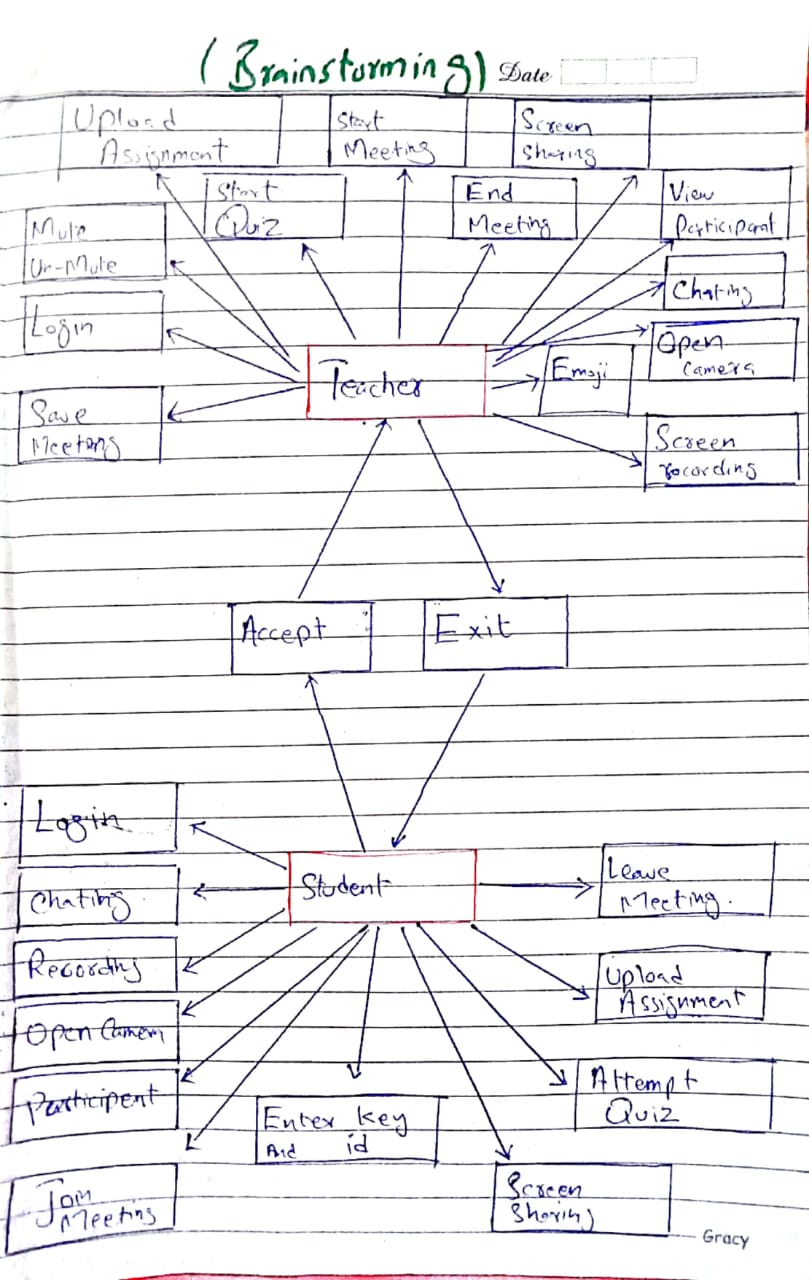 (Brainstorming) Date
Upload
Assignment
Start
Meeting
Screen
Sharing
Start
Quiz
End
Meeting
View
Participant
Mute
Un-Mute
Chating
Login
Open
Camera
Teacher
Emoji
Save
Meeting
Screen
recording
Accept
Exit
Login
Student
Leave
Meeting.
Chating.
Recording
Upload
Assignment
Open Camera
Attempt
Quiz
Participent
Enter key
And id
Join
Meeting
Screen
Sharing
Gracy